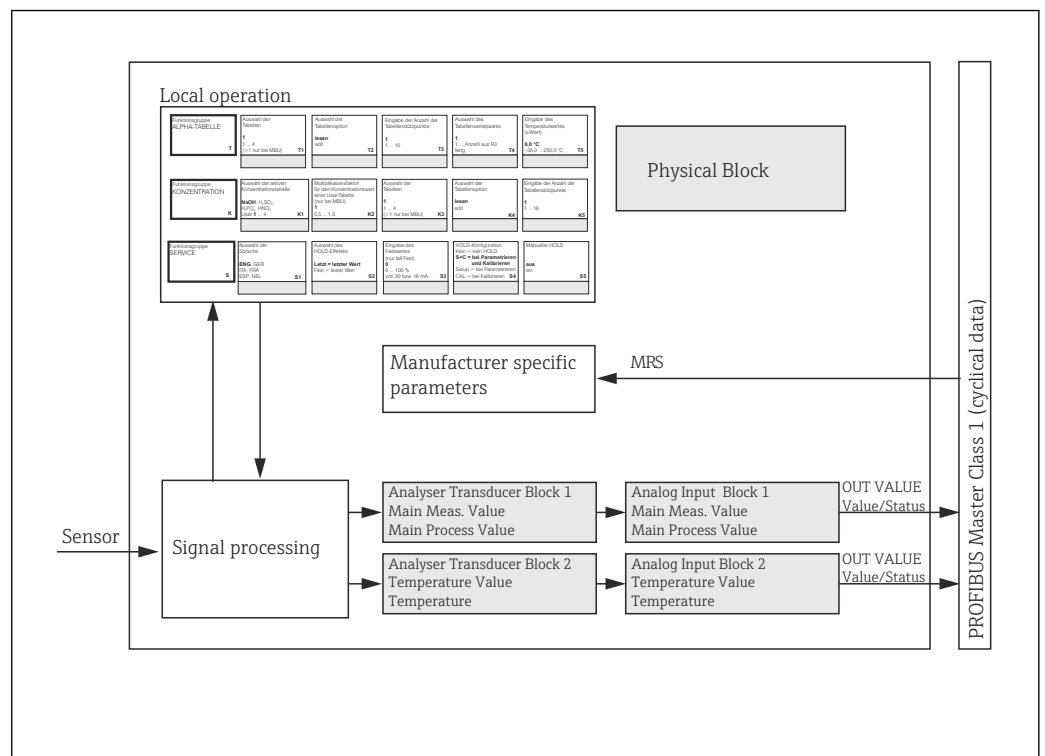 Local operation
Funktionsgruppe
ALPHA-TABELLE
T
Auswahl der
Tabellen
1
1 ... 4
(>1 nur bei MBU)
T1
Auswahl der
Tabellenoption
lesen
edit
T2
Eingabe der Anzahl der
Tabellenstützpunkte
1
1 ... 10
T3
Auswahl des
Tabellenwertepaares
1
1 ... Anzahl aus R3
fertig
T4
Eingabe des
Temperaturwertes
(x-Wert)
0,0 °C
-35,0 ... 250,0 °C
T5
Funktionsgruppe
KONZENTRATION
K
Auswahl der aktiven
Konzentrationstabelle
NaOH; H₂SO₄;
H₃PO₄; HNO₃
User 1 ... 4
K1
Multiplikationsfaktor
für den Konzentrationswert
einer User-Tabelle
(nur bei MBU)
1
0,5 ... 1,5
K2
Auswahl der
Tabellen
1
1 ... 4
(>1 nur bei MBU)
K3
Auswahl der
Tabellenoption
lesen
edit
K4
Eingabe der Anzahl der
Tabellenstützpunkte
1
1 ... 16
K5
Funktionsgruppe
SERVICE
S
Auswahl der
Sprache
ENG; GER
ITA; FRA
ESP; NEL
S1
Auswahl des
HOLD-Effektes
Letzt = letzter Wert
Fest = fester Wert
S2
Eingabe des
Festwertes
(nur fall Fest)
0
0 ... 100 %
von 20 bzw. 16 mA
S3
HOLD-Konfiguration
Kein = kein HOLD
S+C = bei Parametrieren
und Kalibrieren
Setup = bei Parametrieren
CAL = bei Kalibrieren
S4
Manueller HOLD
aus
ein
S5
Physical Block
Manufacturer specific
parameters
MRS
Sensor
Signal processing
Analyser Transducer Block 1
Main Meas. Value
Main Process Value
Analog Input Block 1
Main Meas. Value
Main Process Value
OUT VALUE
Value/Status
Analyser Transducer Block 2
Temperature Value
Temperature
Analog Input Block 2
Temperature Value
Temperature
OUT VALUE
Value/Status
PROFIBUS Master Class 1 (cyclical data)